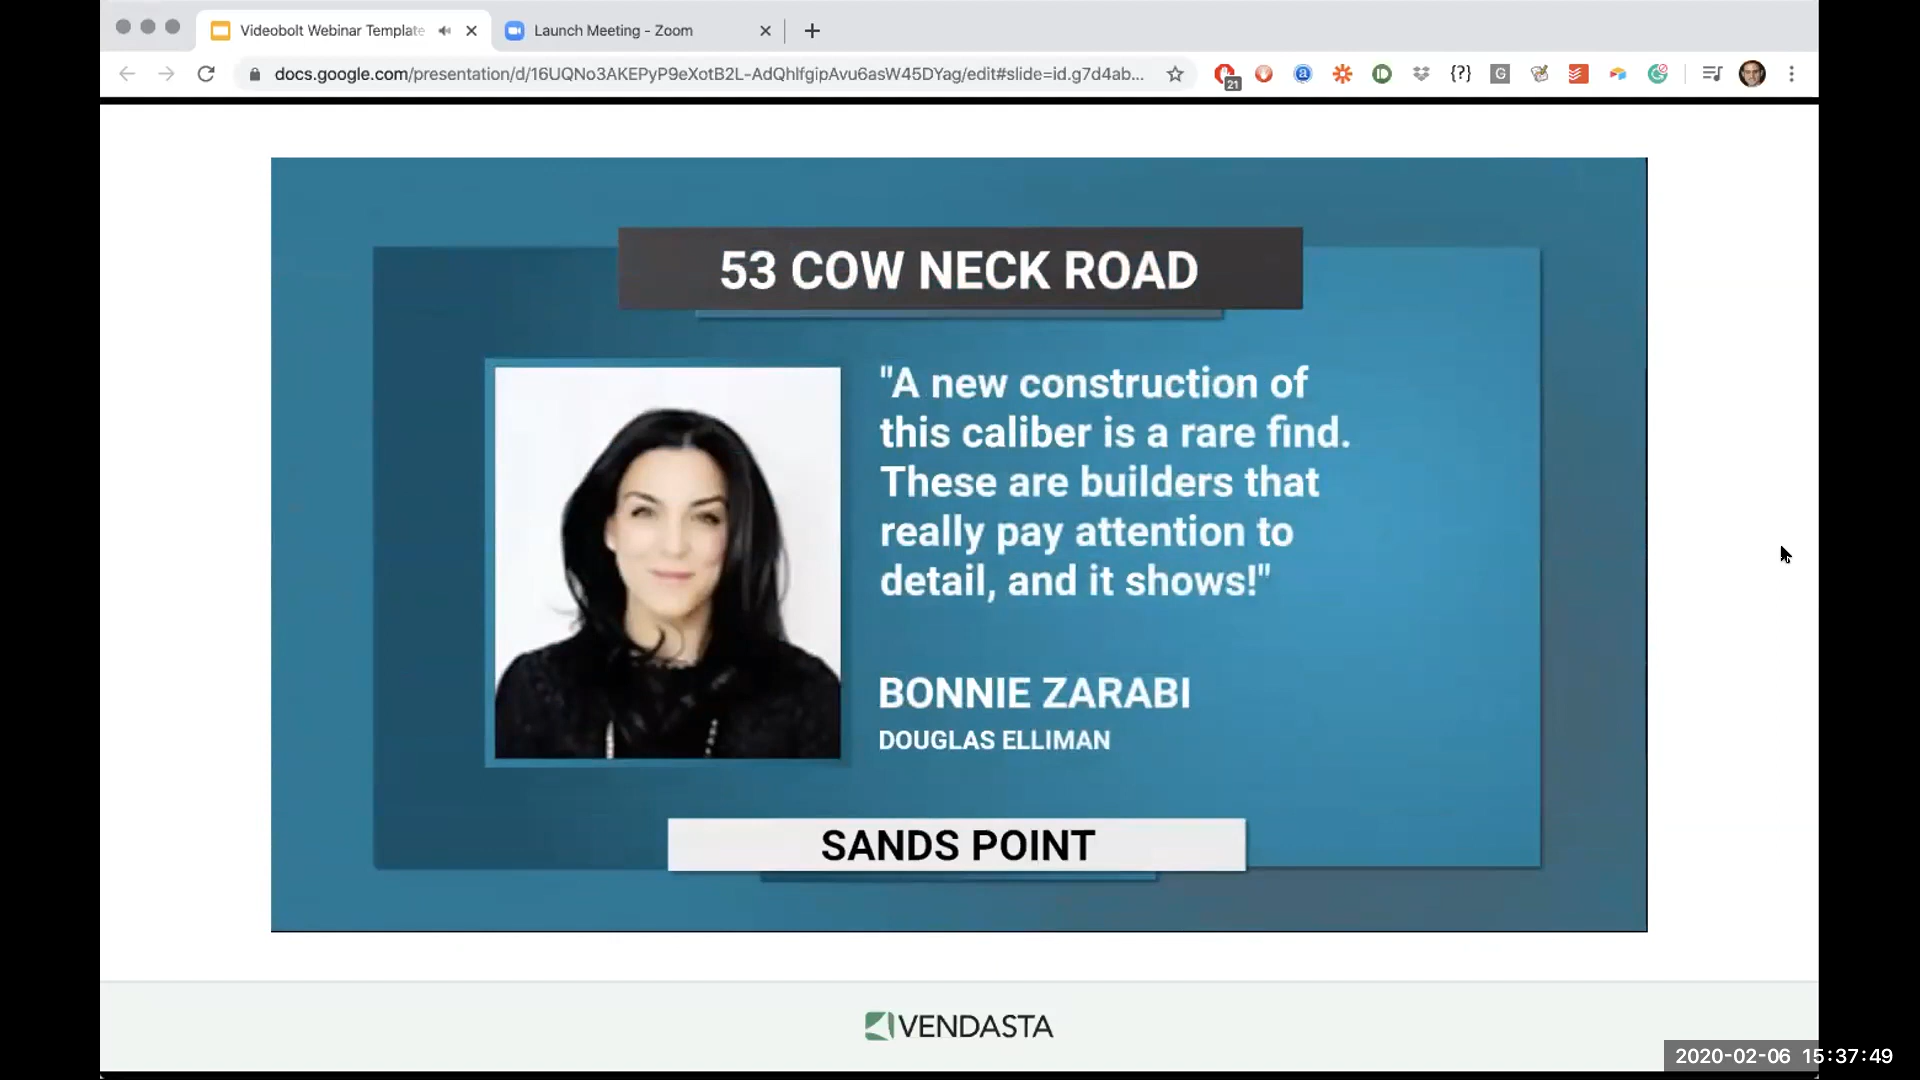 Videobolt Webinar Template
Launch Meeting - Zoom
docs.google.com/presentation/d/16UQNo3AKEPyP9eXotB2L-AdQhlfgipAvu6asW45DYag/edit#slide=id.g7d4ab...
21
{?}
G
53 COW NECK ROAD
"A new construction of
this caliber is a rare find.
These are builders that
really pay attention to
detail, and it shows!"
BONNIE ZARABI
DOUGLAS ELLIMAN
SANDS POINT
VENDASTA
2020-02-06 15:37:49